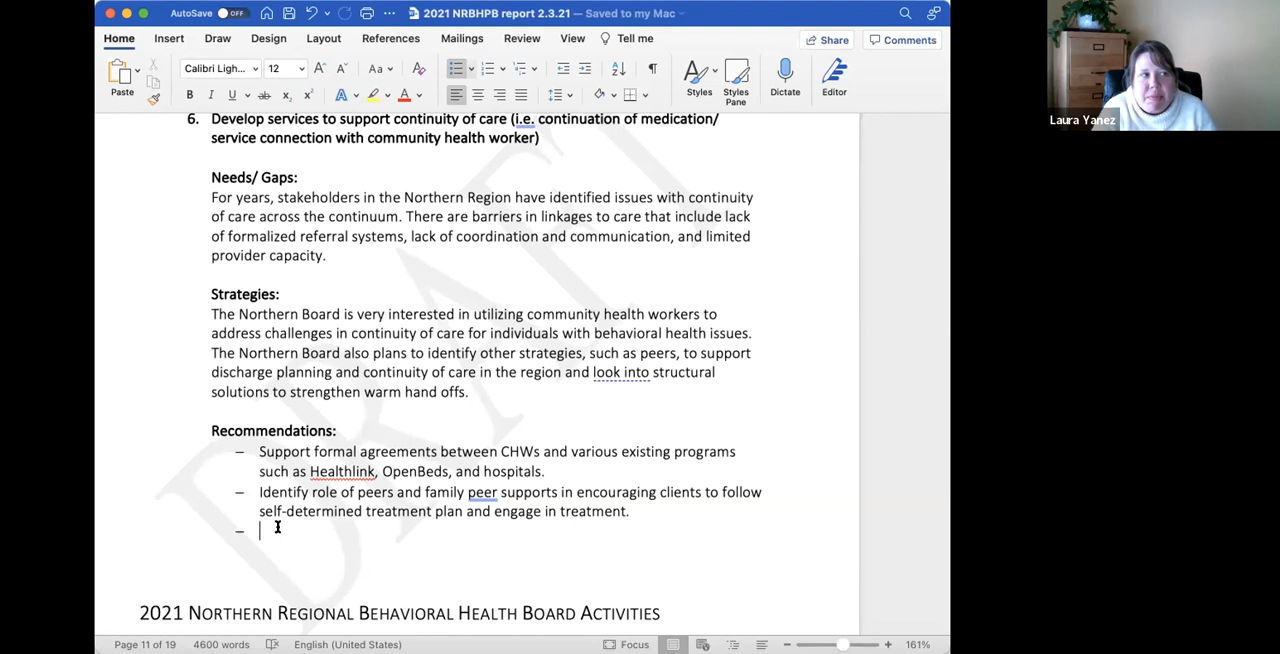 AutoSave OFF 2021 NRBHPB report 2.3.21 — Saved to my Mac
Home Insert Draw Design Layout References Mailings Review View Tell me Share Comments
Paste Calibri Ligh... 12 Aa Styles Styles Pane Dictate Editor
6. Develop services to support continuity of care (i.e. continuation of medication/
service connection with community health worker)
Needs/ Gaps:
For years, stakeholders in the Northern Region have identified issues with continuity
of care across the continuum. There are barriers in linkages to care that include lack
of formalized referral systems, lack of coordination and communication, and limited
provider capacity.
Strategies:
The Northern Board is very interested in utilizing community health workers to
address challenges in continuity of care for individuals with behavioral health issues.
The Northern Board also plans to identify other strategies, such as peers, to support
discharge planning and continuity of care in the region and look into structural
solutions to strengthen warm hand offs.
Recommendations:
– Support formal agreements between CHWs and various existing programs
such as Healthlink, OpenBeds, and hospitals.
– Identify role of peers and family peer supports in encouraging clients to follow
self-determined treatment plan and engage in treatment.
–
2021 NORTHERN REGIONAL BEHAVIORAL HEALTH BOARD ACTIVITIES
Page 11 of 19 4600 words English (United States) Focus 161%
DRAFT
Laura Yanez